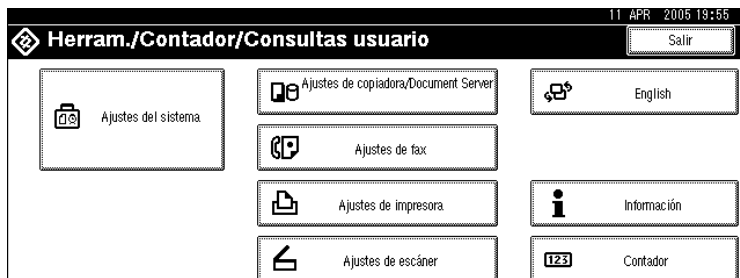 11 APR 2005 19:55
Herram./Contador/Consultas usuario
Salir
Ajustes del sistema
Ajustes de copiadora/Document Server
English
Ajustes de fax
Ajustes de impresora
Información
Ajustes de escáner
123 Contador